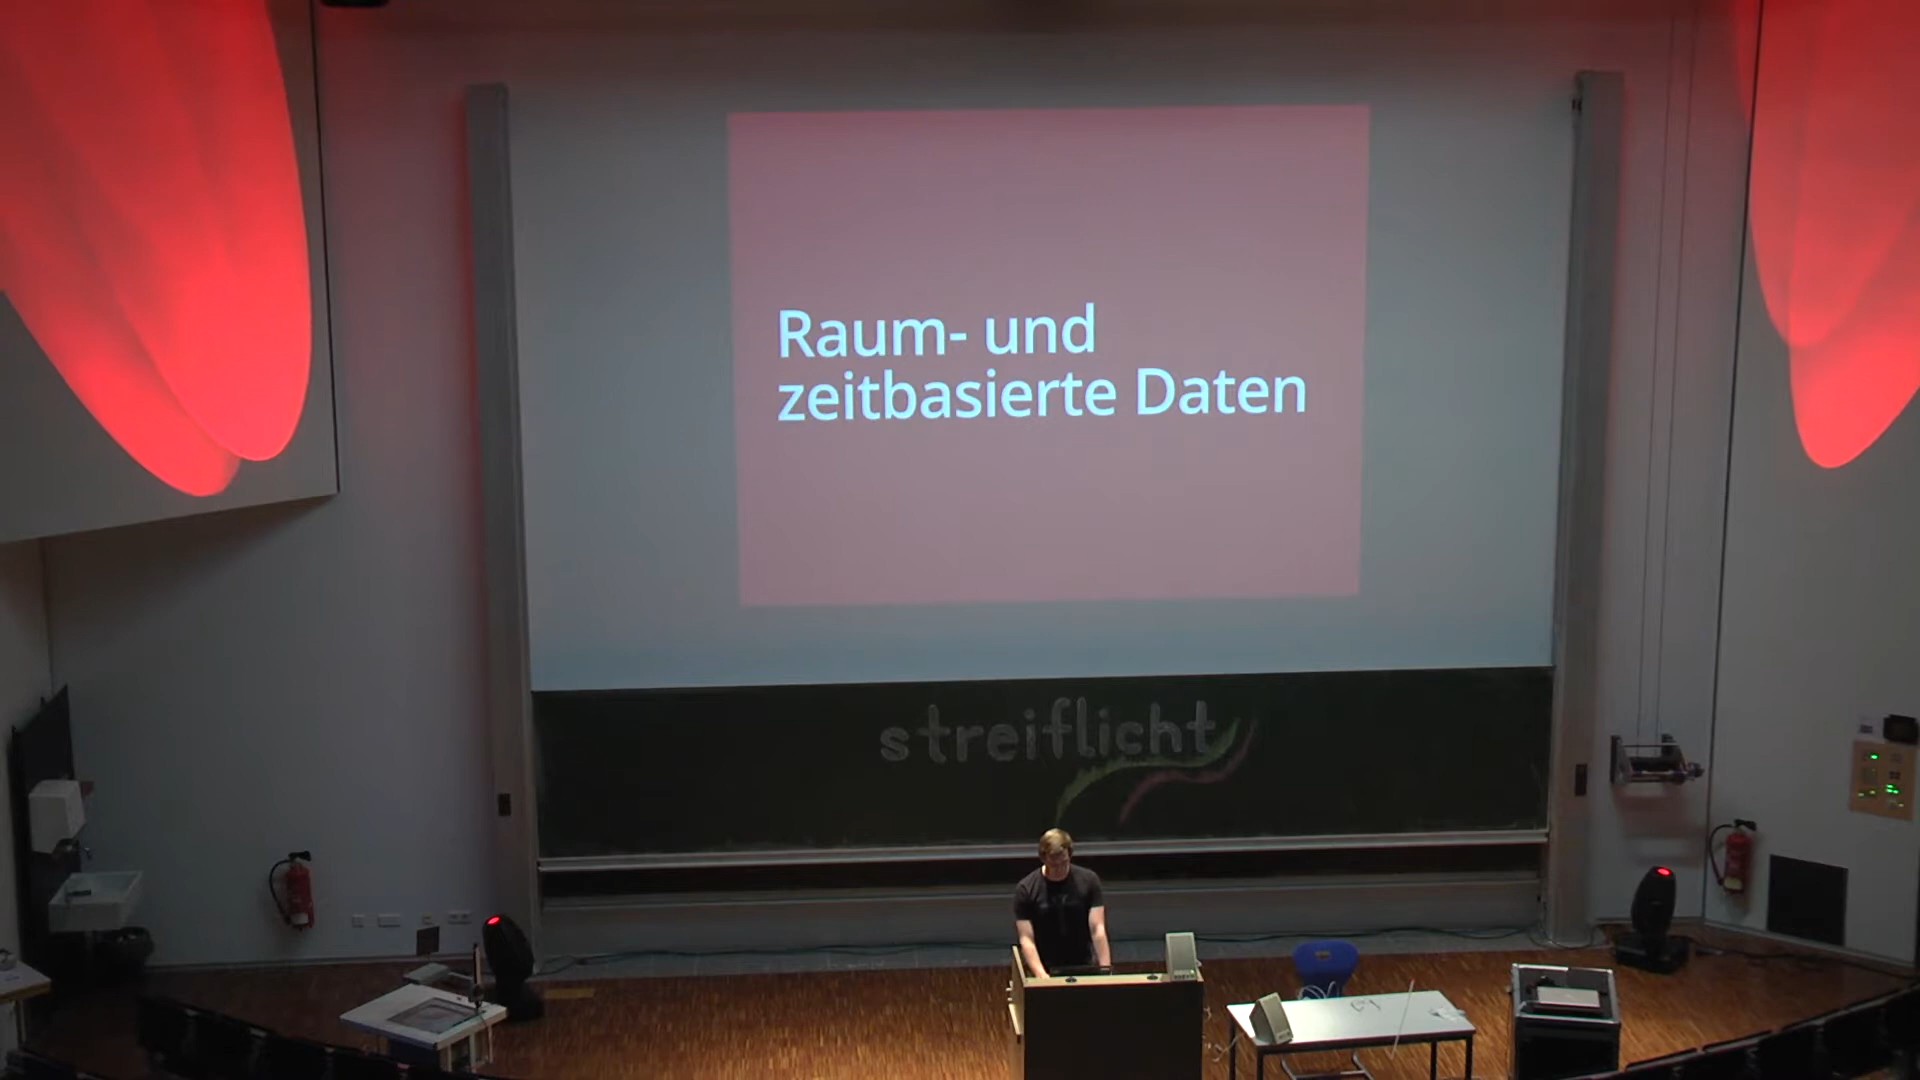 Raum- und
zeitbasierte Daten
streiflicht